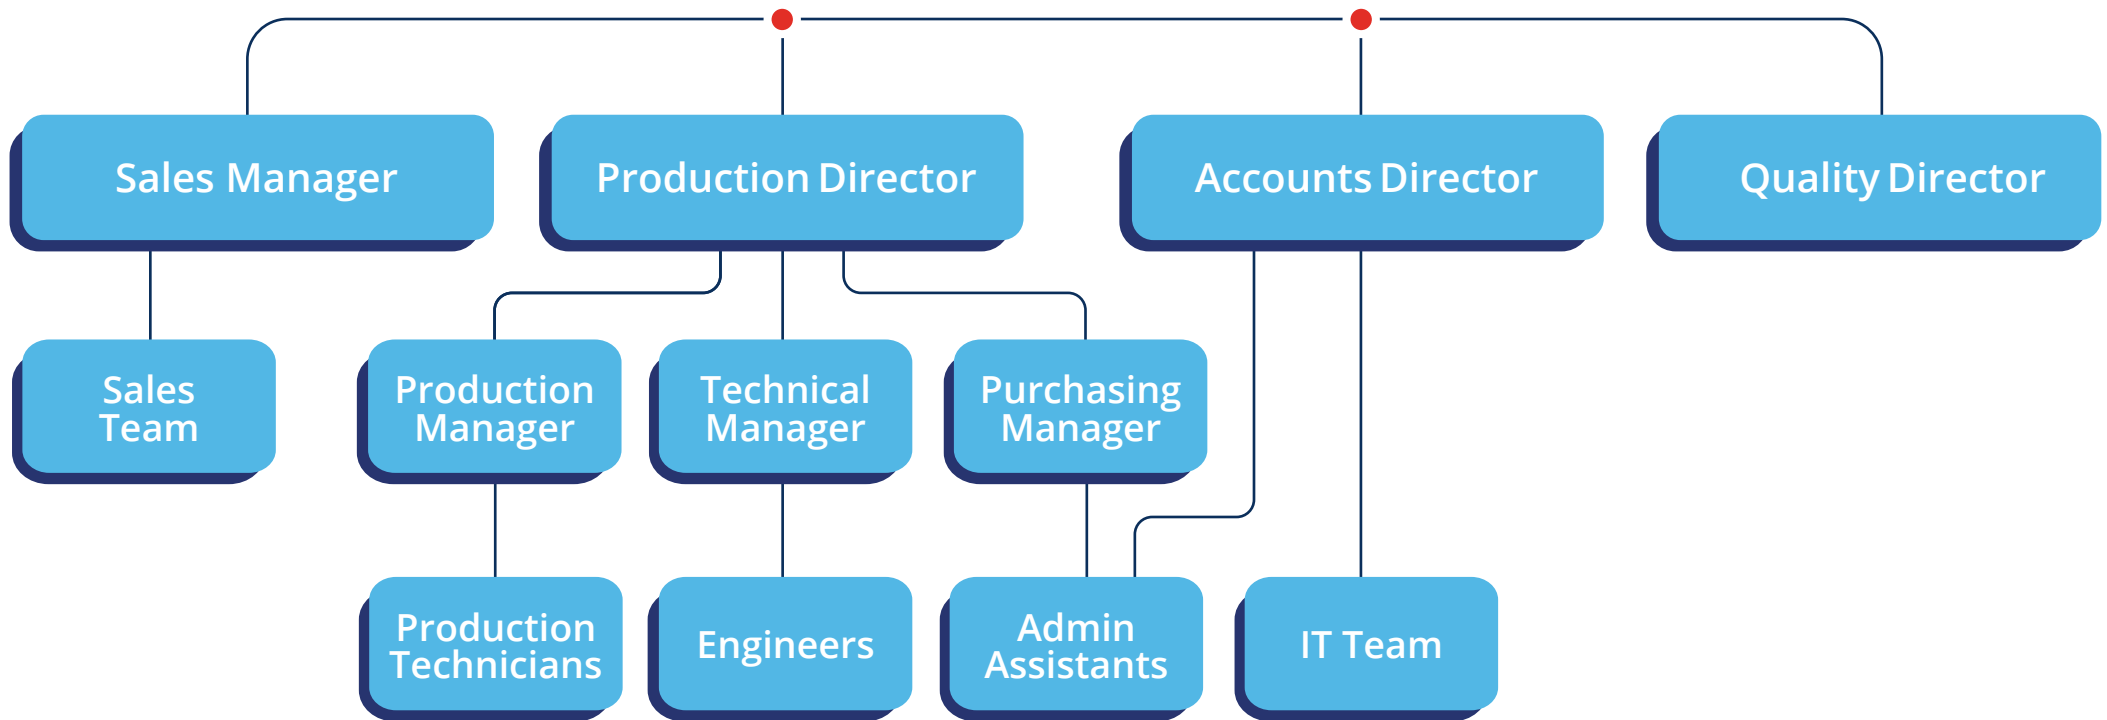 Sales Manager
Production Director
Accounts Director
Quality Director
Sales
Team
Production
Manager
Technical
Manager
Purchasing
Manager
Production
Technicians
Engineers
Admin
Assistants
IT Team